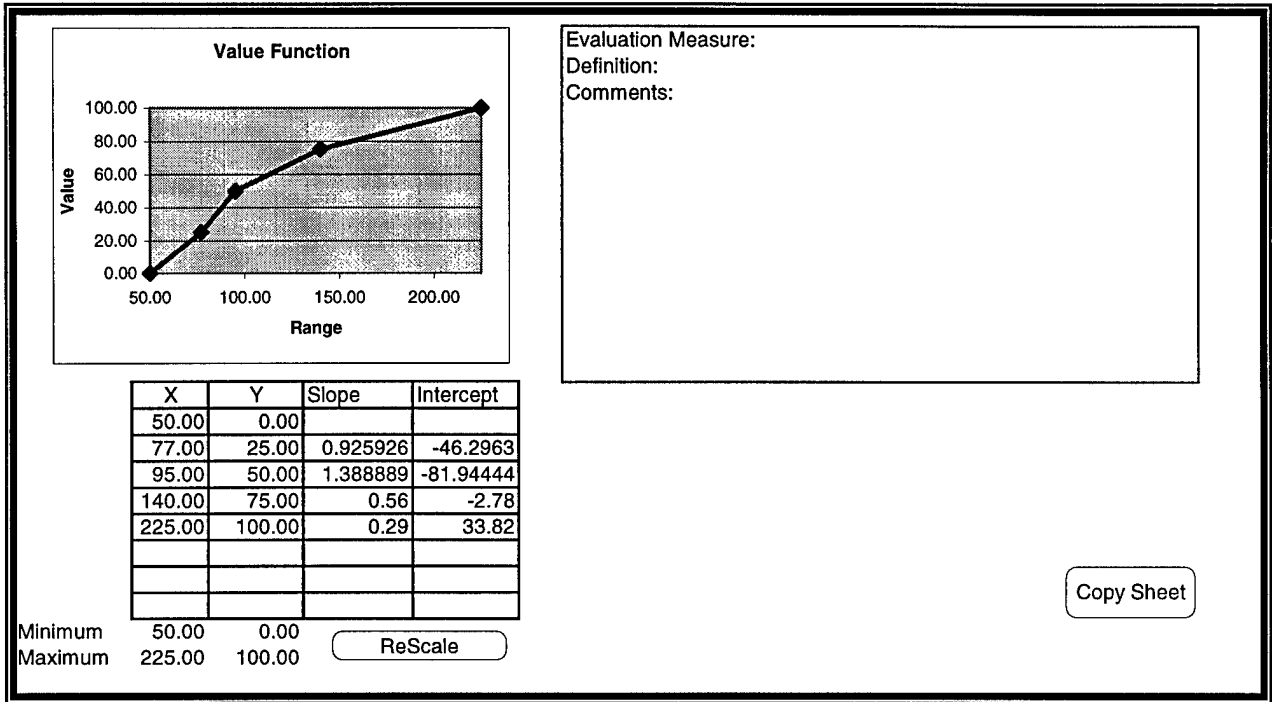 Value Function
Value
100.00
80.00
60.00
40.00
20.00
0.00
50.00 100.00 150.00 200.00
Range
Evaluation Measure:
Definition:
Comments:
X Y Slope Intercept
50.00 0.00
77.00 25.00 0.925926 -46.2963
95.00 50.00 1.388889 -81.94444
140.00 75.00 0.56 -2.78
225.00 100.00 0.29 33.82
Minimum 50.00 0.00
Maximum 225.00 100.00
ReScale
Copy Sheet